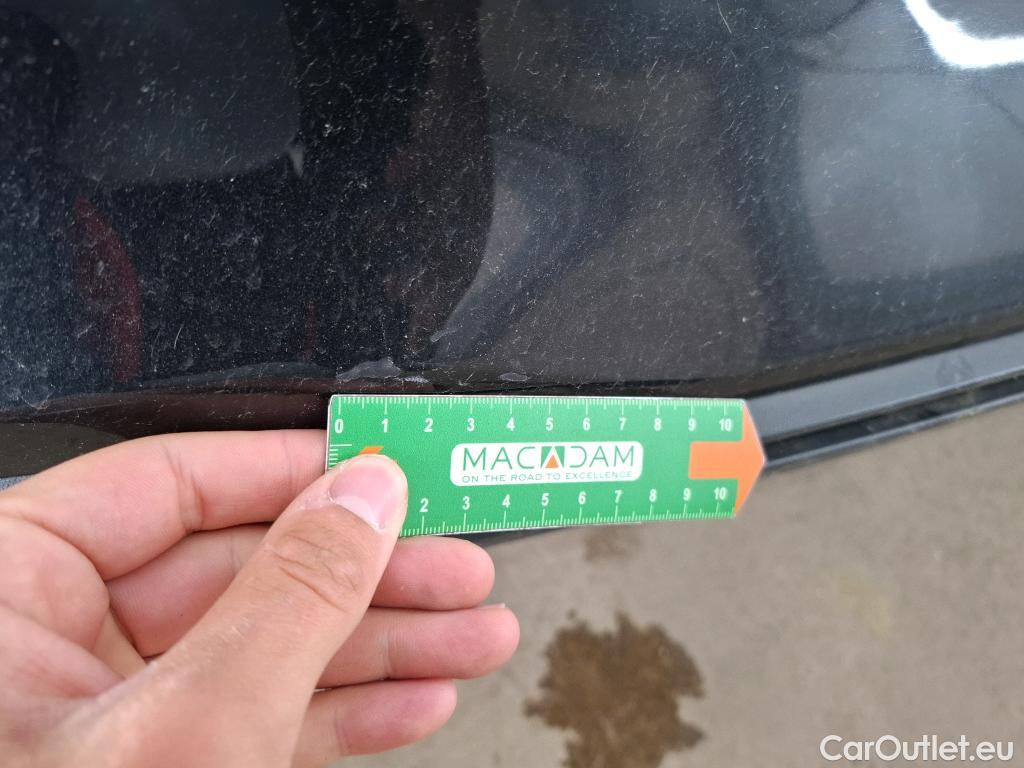 0 1 2 3 4 5 6 7 8 9 10
MACADAM
ON THE ROAD TO EXCELLENCE
2 3 4 5 6 7 8 9 10
CarOutlet.eu